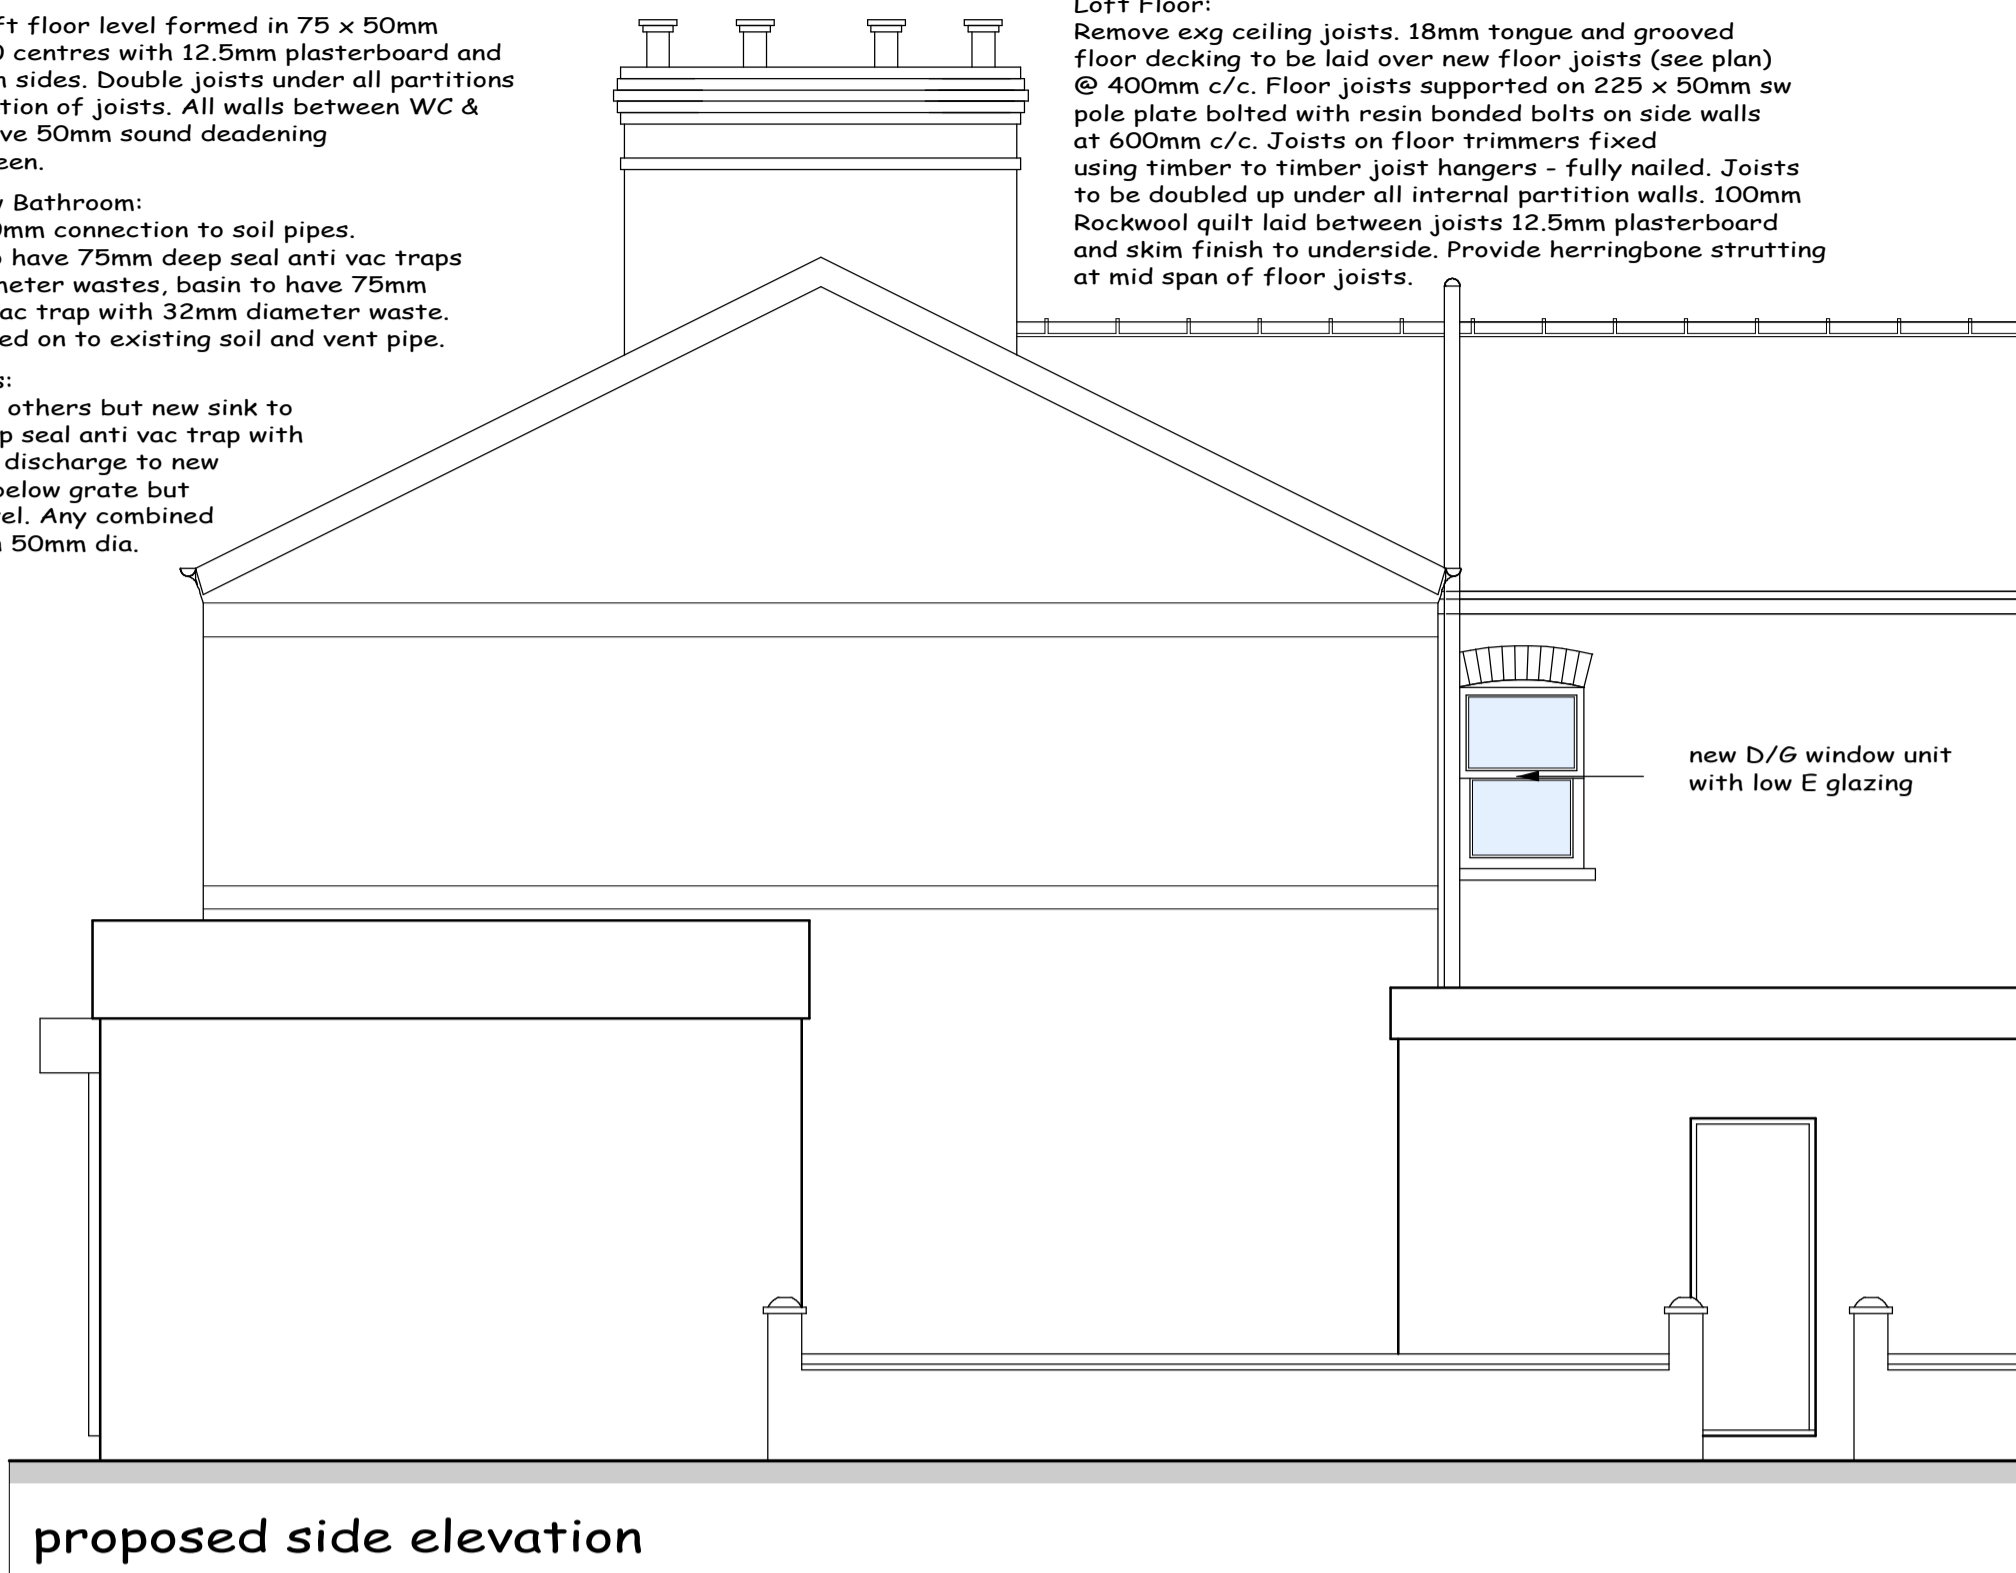 ft floor level formed in 75 x 50mm
0 centres with 12.5mm plasterboard and
sides. Double joists under all partitions
tion of joists. All walls between WC &
ve 50mm sound deadening
een.
Bathroom:
0mm connection to soil pipes.
have 75mm deep seal anti vac traps
meter wastes, basin to have 75mm
vac trap with 32mm diameter waste.
ed on to existing soil and vent pipe.
s:
others but new sink to
p seal anti vac trap with
discharge to new
below grate but
el. Any combined
50mm dia.
Loft Floor:
Remove exg ceiling joists. 18mm tongue and grooved
floor decking to be laid over new floor joists (see plan)
@ 400mm c/c. Floor joists supported on 225 x 50mm sw
pole plate bolted with resin bonded bolts on side walls
at 600mm c/c. Joists on floor trimmers fixed
using timber to timber joist hangers - fully nailed. Joists
to be doubled up under all internal partition walls. 100mm
Rockwool quilt laid between joists 12.5mm plasterboard
and skim finish to underside. Provide herringbone strutting
at mid span of floor joists.
new D/G window unit
with low E glazing
proposed side elevation